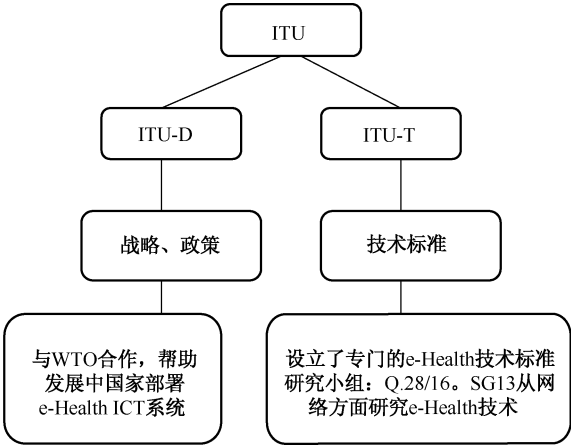 ITU
ITU-D
ITU-T
战略、政策
技术标准
与WTO合作，帮助
发展中国家部署
e-Health ICT系统
设立了专门的e-Health技术标准
研究小组：Q.28/16。SG13从网
络方面研究e-Health技术